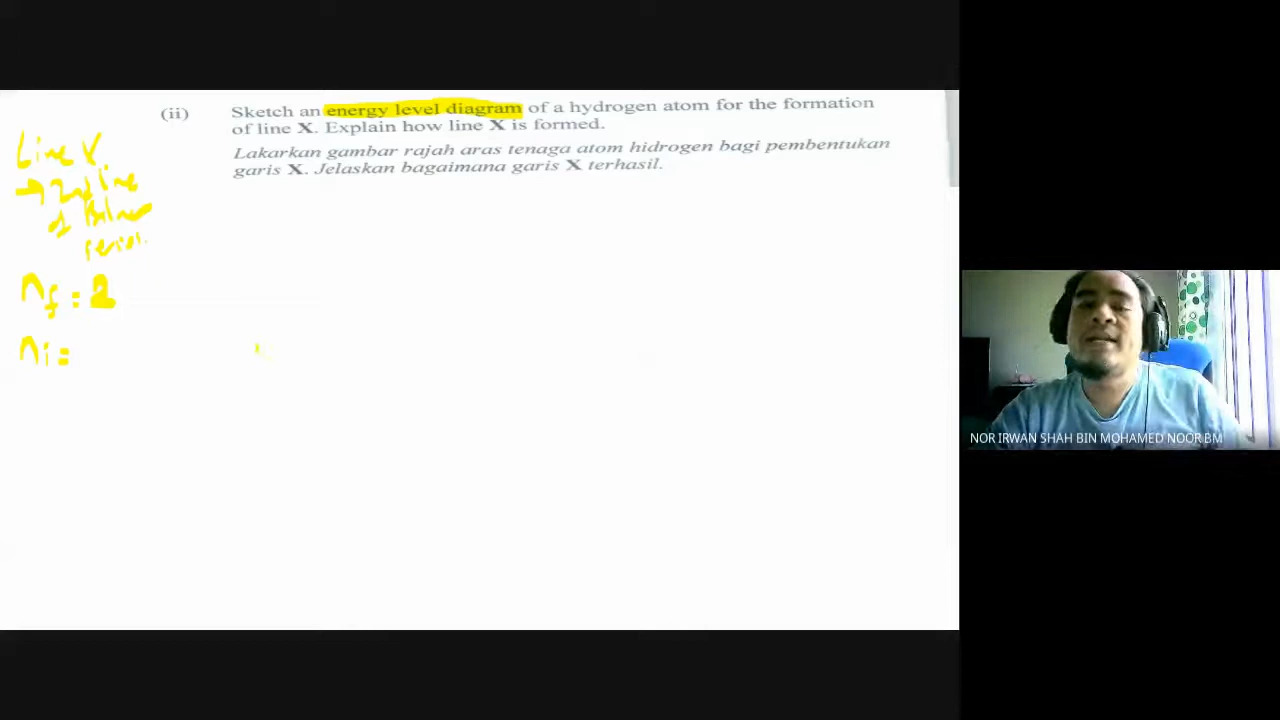 (ii) Sketch an energy level diagram of a hydrogen atom for the formation
of line X. Explain how line X is formed.
Lakarkan gambar rajah aras tenaga atom hidrogen bagi pembentukan
garis X. Jelaskan bagaimana garis X terhasil.
Line X.
→ 2nd line
of Balmer
series.
nf = 2
ni =
NOR IRWAN SHAH BIN MOHAMED NOOR BM